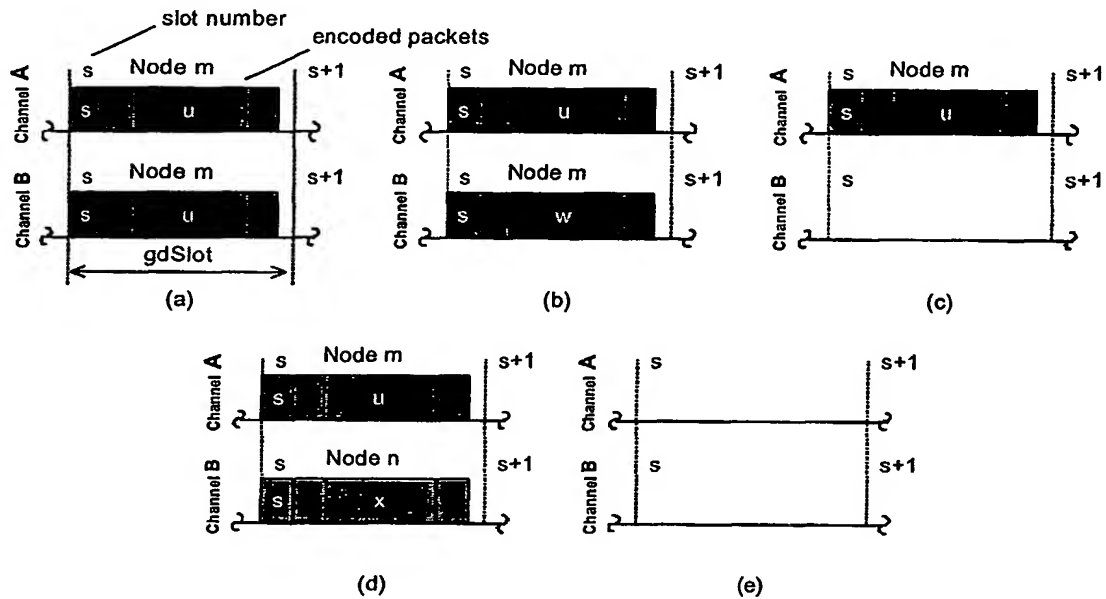 slot number
encoded packets
Channel A
s
Node m
s+1
s
u
Channel B
s
Node m
s+1
s
u
gdSlot
(a)
Channel A
s
Node m
s+1
s
u
Channel B
s
Node m
s+1
s
w
(b)
Channel A
s
Node m
s+1
s
u
Channel B
s
s+1
(c)
Channel A
s
Node m
s+1
s
u
Channel B
s
Node n
s+1
s
x
(d)
Channel A
s
s+1
Channel B
s
s+1
(e)